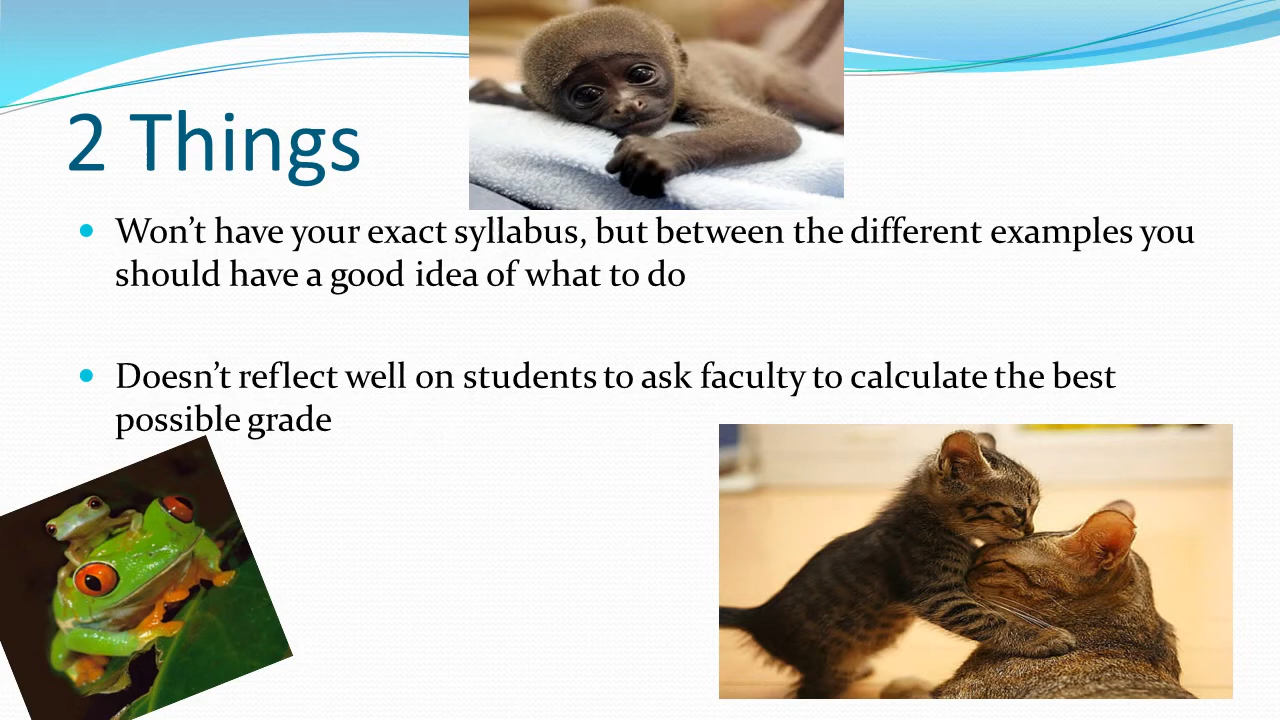 2 Things
Won’t have your exact syllabus, but between the different examples you
should have a good idea of what to do
Doesn’t reflect well on students to ask faculty to calculate the best
possible grade